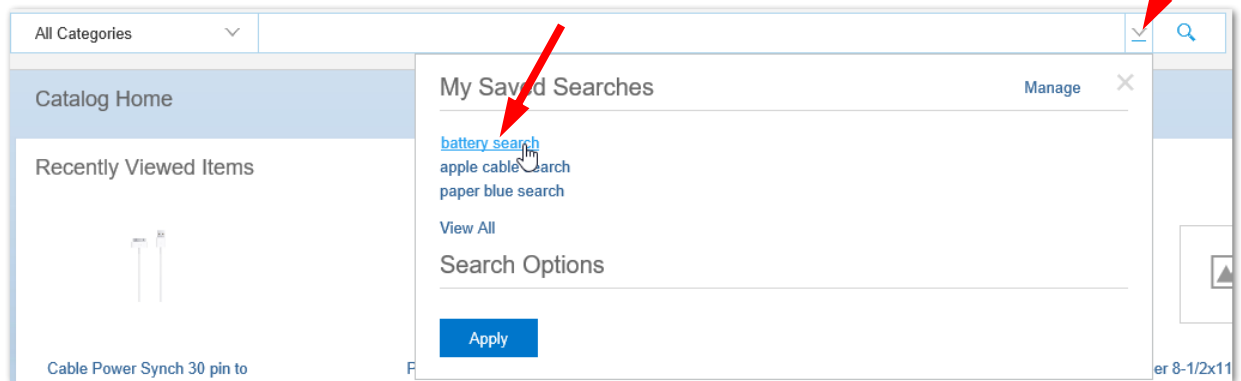 All Categories
My Saved Searches
Manage
Catalog Home
battery search
Recently Viewed Items
apple cable search
paper blue search
View All
Search Options
Apply
Cable Power Synch 30 pin to
8-1/2x11